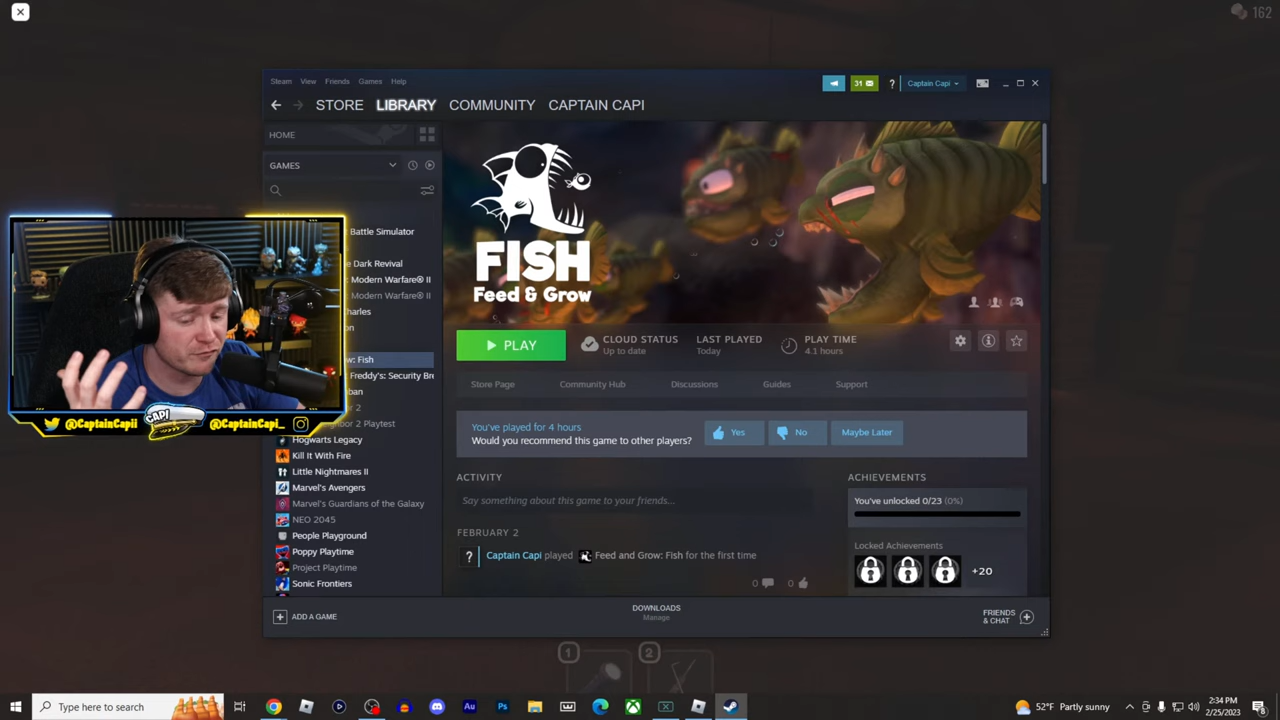 162
Steam View Friends Games Help
31
?
Captain Capi
STORE LIBRARY COMMUNITY CAPTAIN CAPI
HOME
GAMES
Battle Simulator
Dark Revival
Modern Warfare® II
Modern Warfare® II
harles
on
w: Fish
Freddy's: Security Bre
ban
2
Neighbor 2 Playtest
Hogwarts Legacy
Kill It With Fire
Little Nightmares II
Marvel's Avengers
Marvel's Guardians of the Galaxy
NEO 2045
People Playground
Poppy Playtime
Project Playtime
Sonic Frontiers
FISH
Feed & Grow
PLAY
CLOUD STATUS
Up to date
LAST PLAYED
Today
PLAY TIME
4.1 hours
Store Page
Community Hub
Discussions
Guides
Support
You've played for 4 hours
Would you recommend this game to other players?
Yes
No
Maybe Later
ACTIVITY
Say something about this game to your friends...
FEBRUARY 2
?
Captain Capi played Feed and Grow: Fish for the first time
0
0
ACHIEVEMENTS
You've unlocked 0/23 (0%)
Locked Achievements
+20
@CaptainCapii
CAPI
@CaptainCapi_
ADD A GAME
DOWNLOADS
Manage
FRIENDS
& CHAT
1
2
Type here to search
Au
Ps
52°F Partly sunny
2:34 PM
2/25/2023